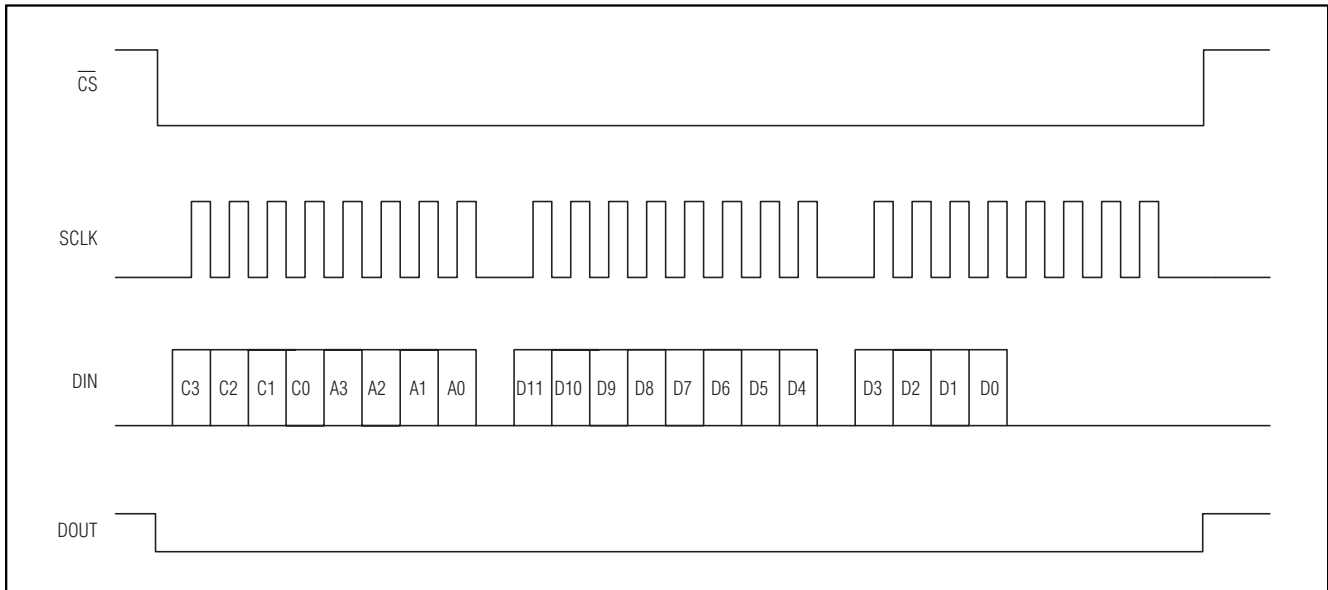 C̅S̅
SCLK
DIN C3 C2 C1 C0 A3 A2 A1 A0 D11 D10 D9 D8 D7 D6 D5 D4 D3 D2 D1 D0
DOUT